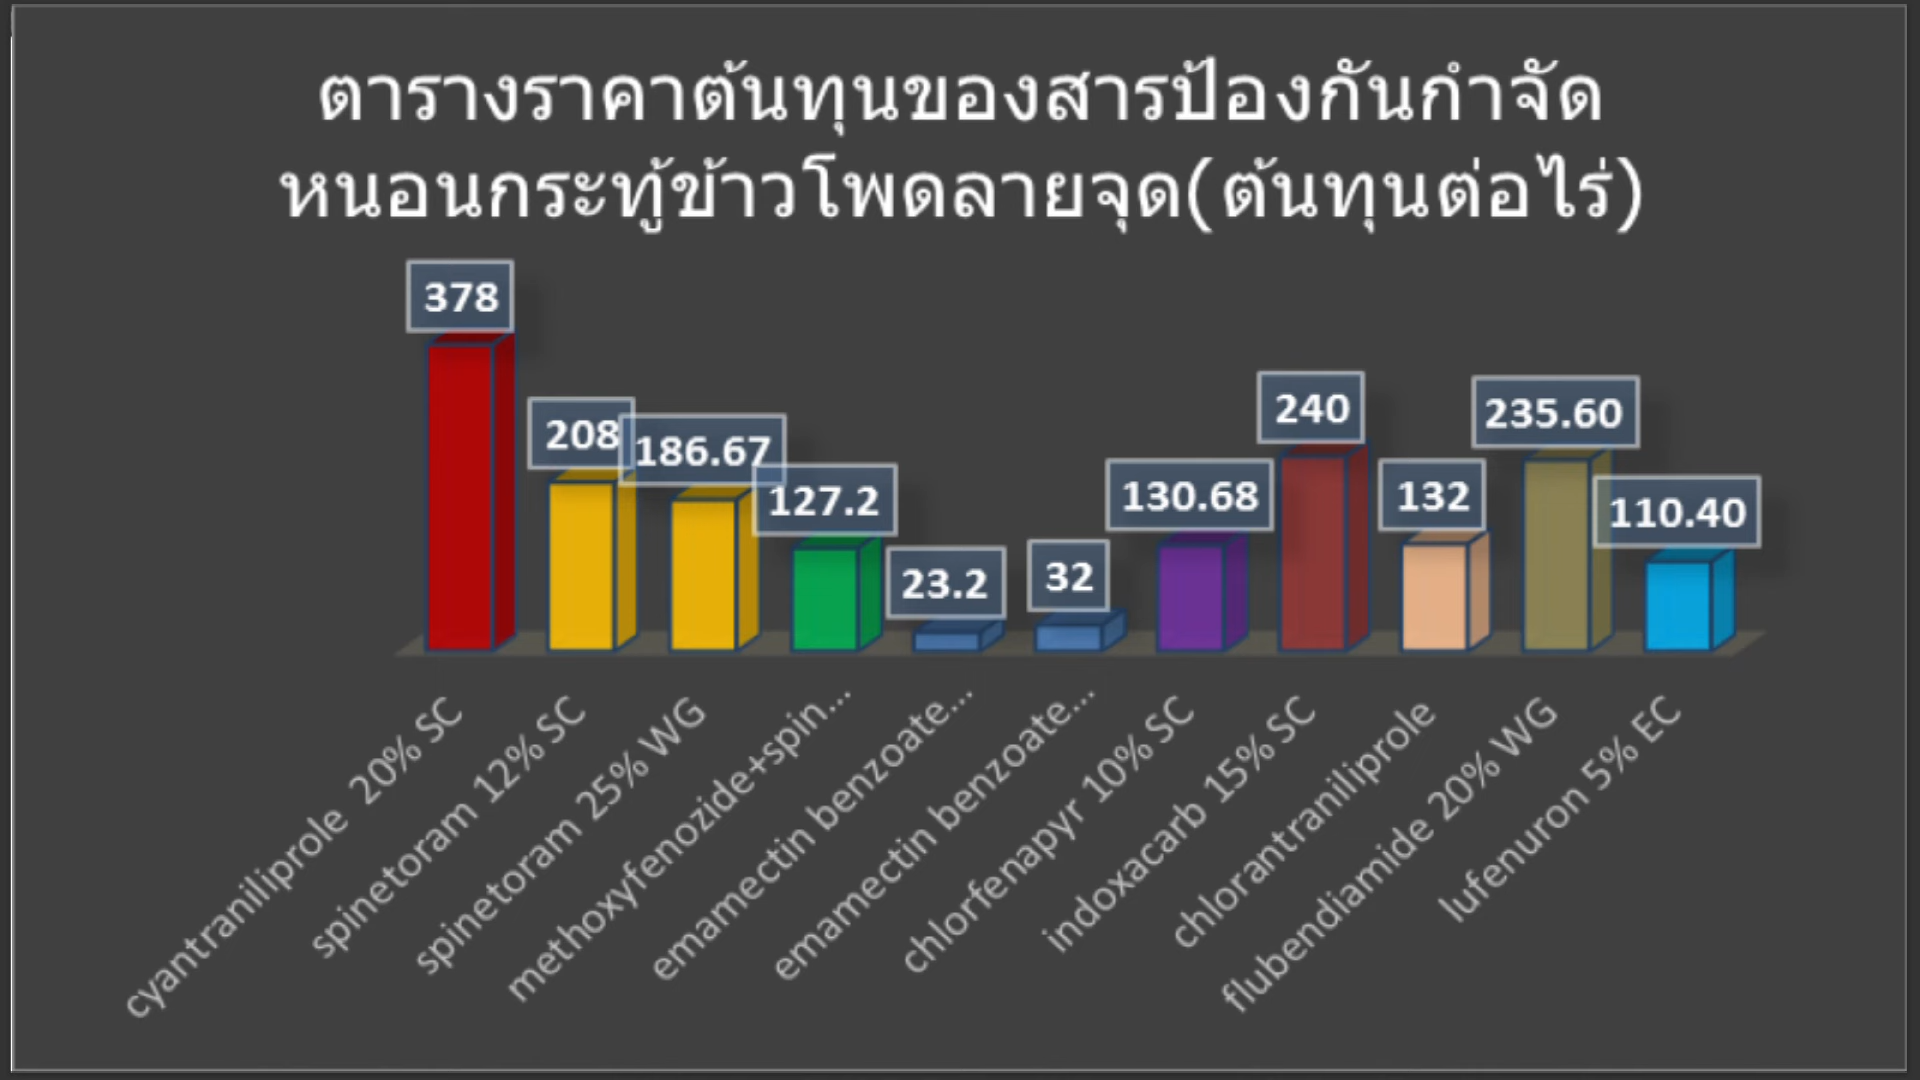 ตารางราคาต้นทุนของสารป้องกันกำจัด
หนอนกระทู้ข้าวโพดลายจุด(ต้นทุนต่อไร่)
378
208
186.67
127.2
23.2
32
130.68
240
132
235.60
110.40
cyantraniliprole 20% SC
spinetoram 12% SC
spinetoram 25% WG
methoxyfenozide+spin...
emamectin benzoate...
emamectin benzoate...
chlorfenapyr 10% SC
indoxacarb 15% SC
chlorantraniliprole
flubendiamide 20% WG
lufenuron 5% EC